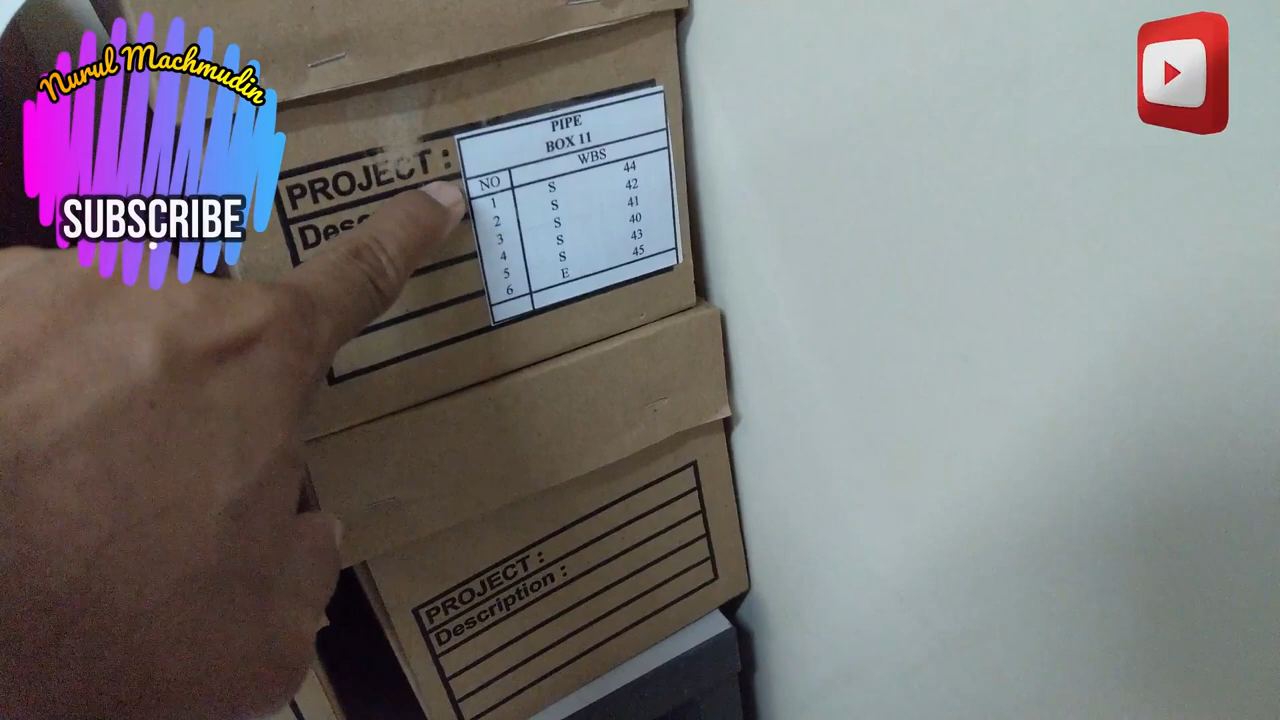 Nurul Machmudin
SUBSCRIBE
PROJECT :
Desc
PIPE
BOX 11
NO WBS
1 S 44
2 S 42
3 S 41
4 S 40
5 S 43
6 E 45
PROJECT :
Description :